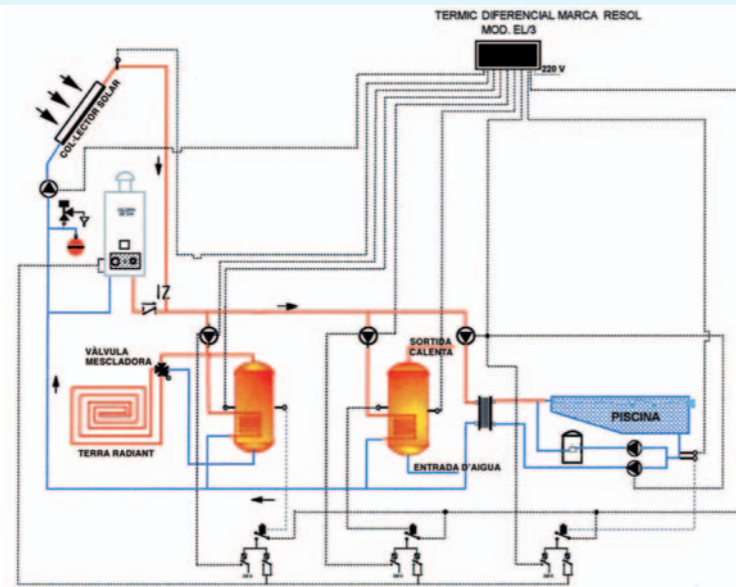 TERMIC DIFERENCIAL MARCA RESOL
MOD. EL/3
220 V
COL·LECTOR SOLAR
VÀLVULA
MESCLADORA
SORTIDA
CALENTA
PISCINA
TERRA RADIANT
ENTRADA D'AIGUA